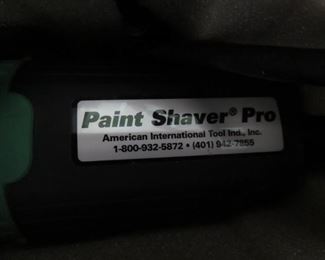 Paint Shaver® Pro
American International Tool Ind., Inc.
1-800-932-5872 • (401) 942-7855